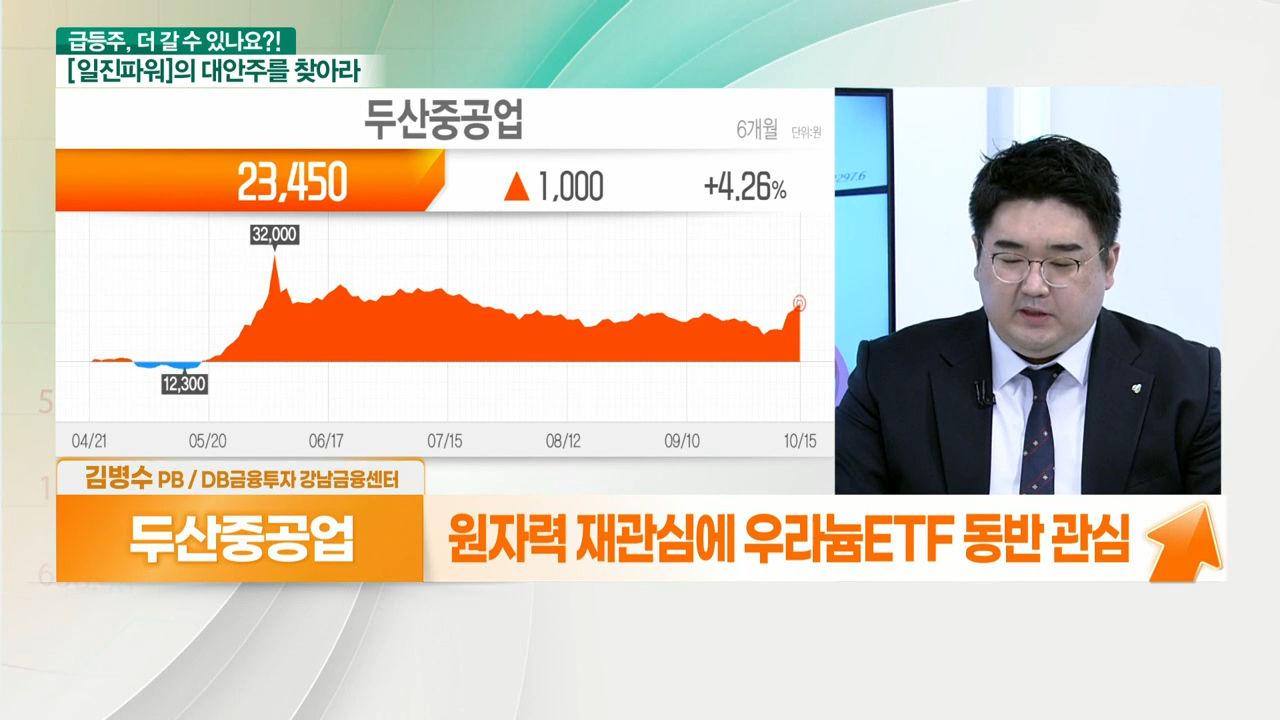 급등주, 더 갈 수 있나요?!
[일진파워]의 대안주를 찾아라
두산중공업
6개월 단위:원
23,450 ▲ 1,000 +4.26%
32,000
12,300
04/21 05/20 06/17 07/15 08/12 09/10 10/15
297.6
김병수 PB / DB금융투자 강남금융센터
두산중공업
원자력 재관심에 우라늄ETF 동반 관심